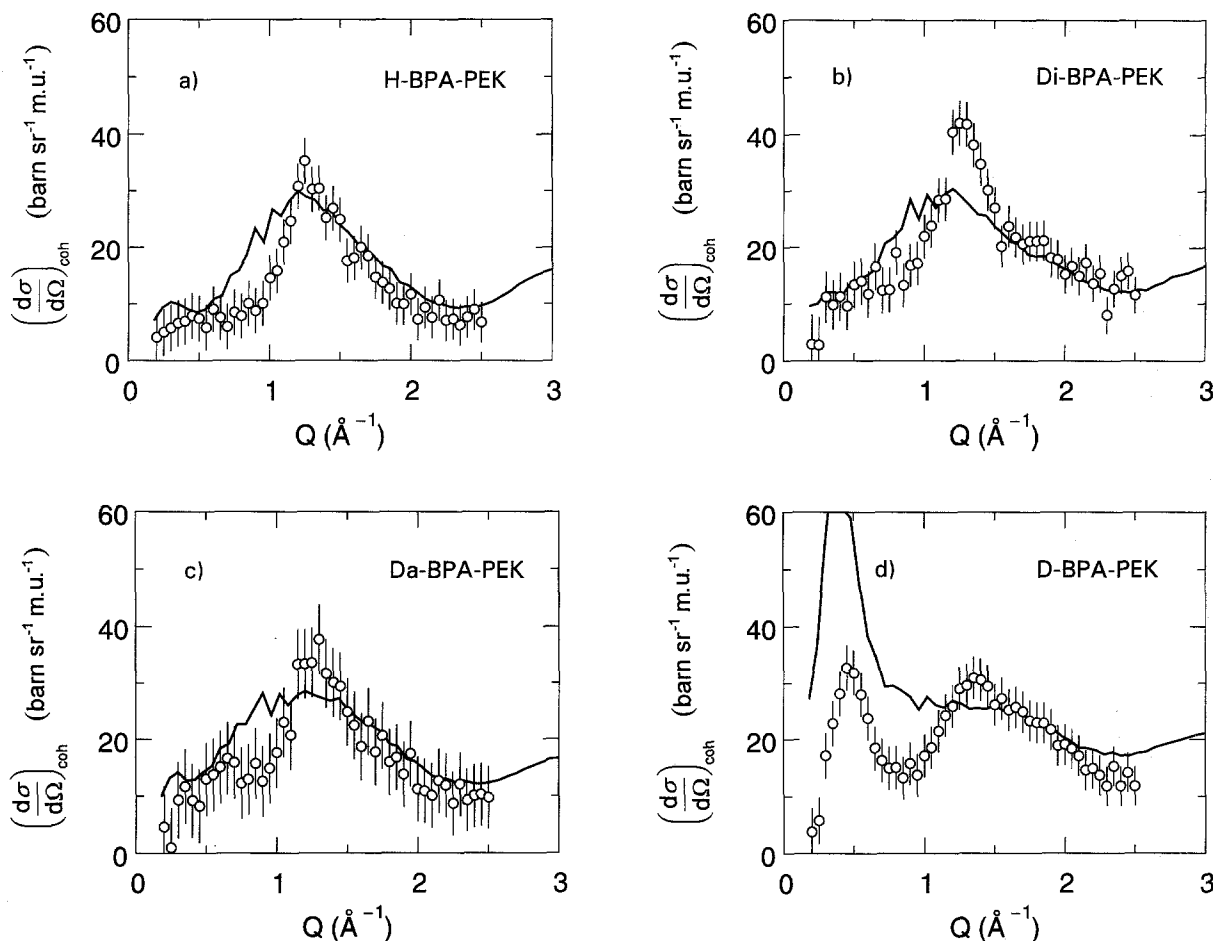 60
40
20
0
(dσ/dΩ)coh (barn sr⁻¹ m.u.⁻¹)
a)
H-BPA-PEK
0
1
2
3
Q (Å⁻¹)
60
40
20
0
(dσ/dΩ)coh (barn sr⁻¹ m.u.⁻¹)
b)
Di-BPA-PEK
0
1
2
3
Q (Å⁻¹)
60
40
20
0
(dσ/dΩ)coh (barn sr⁻¹ m.u.⁻¹)
c)
Da-BPA-PEK
0
1
2
3
Q (Å⁻¹)
60
40
20
0
(dσ/dΩ)coh (barn sr⁻¹ m.u.⁻¹)
d)
D-BPA-PEK
0
1
2
3
Q (Å⁻¹)